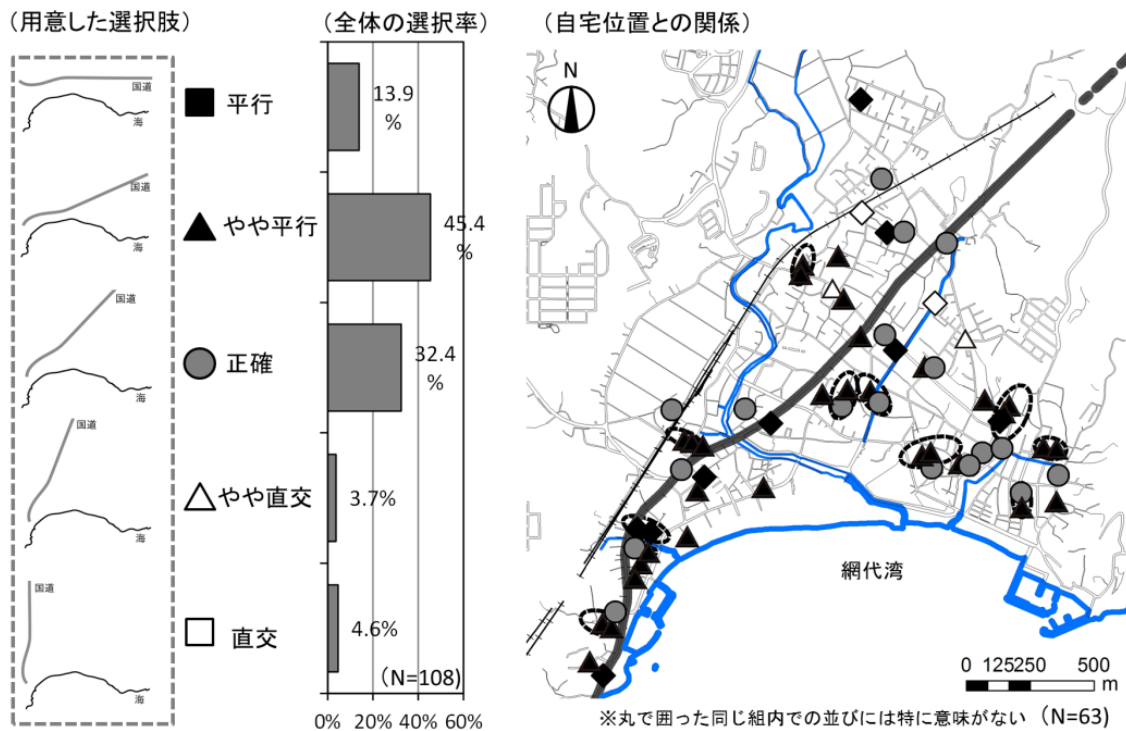 （用意した選択肢）
（全体の選択率）
（自宅位置との関係）
国道
海
平行
13.9
%
国道
海
やや平行
45.4
%
国道
海
正確
32.4
%
国道
海
やや直交
3.7%
国道
海
直交
4.6%
（N=108）
0% 20% 40% 60%
N
網代湾
0 125 250 500
m
※丸で囲った同じ組内での並びには特に意味がない （N=63）